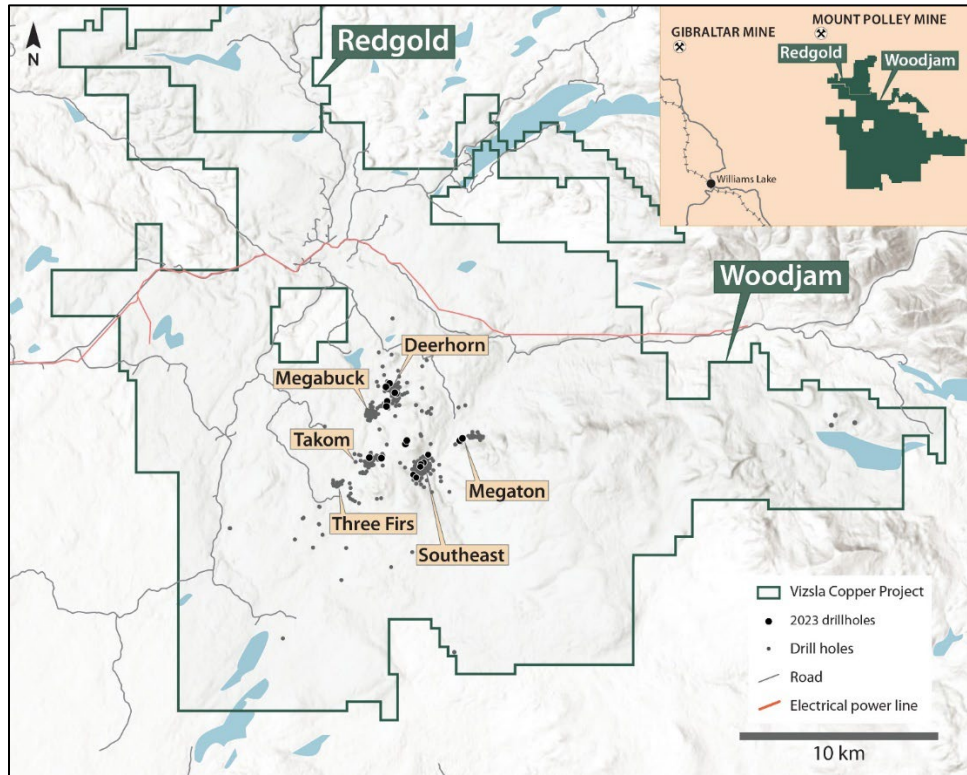 N
Redgold
GIBRALTAR MINE
MOUNT POLLEY MINE
Redgold
Woodjam
Williams Lake
Woodjam
Deerhorn
Megabuck
Takom
Megaton
Three Firs
Southeast
Vizsla Copper Project
2023 drillholes
Drill holes
Road
Electrical power line
10 km